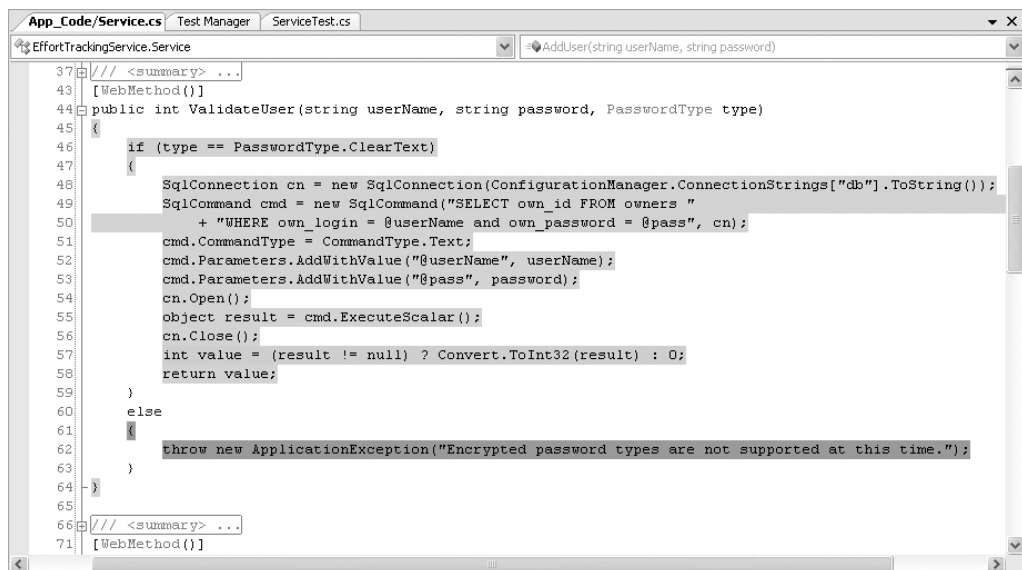 App_Code/Service.cs Test Manager ServiceTest.cs
EffortTrackingService.Service AddUser(string userName, string password)
37 /// <summary> ...
43 [WebMethod()]
44 public int ValidateUser(string userName, string password, PasswordType type)
45 {
46 if (type == PasswordType.ClearText)
47 {
48 SqlConnection cn = new SqlConnection(ConfigurationManager.ConnectionStrings["db"].ToString());
49 SqlCommand cmd = new SqlCommand("SELECT own_id FROM owners "
50 + "WHERE own_login = @userName and own_password = @pass", cn);
51 cmd.CommandType = CommandType.Text;
52 cmd.Parameters.AddWithValue("@userName", userName);
53 cmd.Parameters.AddWithValue("@pass", password);
54 cn.Open();
55 object result = cmd.ExecuteScalar();
56 cn.Close();
57 int value = (result != null) ? Convert.ToInt32(result) : 0;
58 return value;
59 }
60 else
61 {
62 throw new ApplicationException("Encrypted password types are not supported at this time.");
63 }
64 }
65
66 /// <summary> ...
71 [WebMethod()]